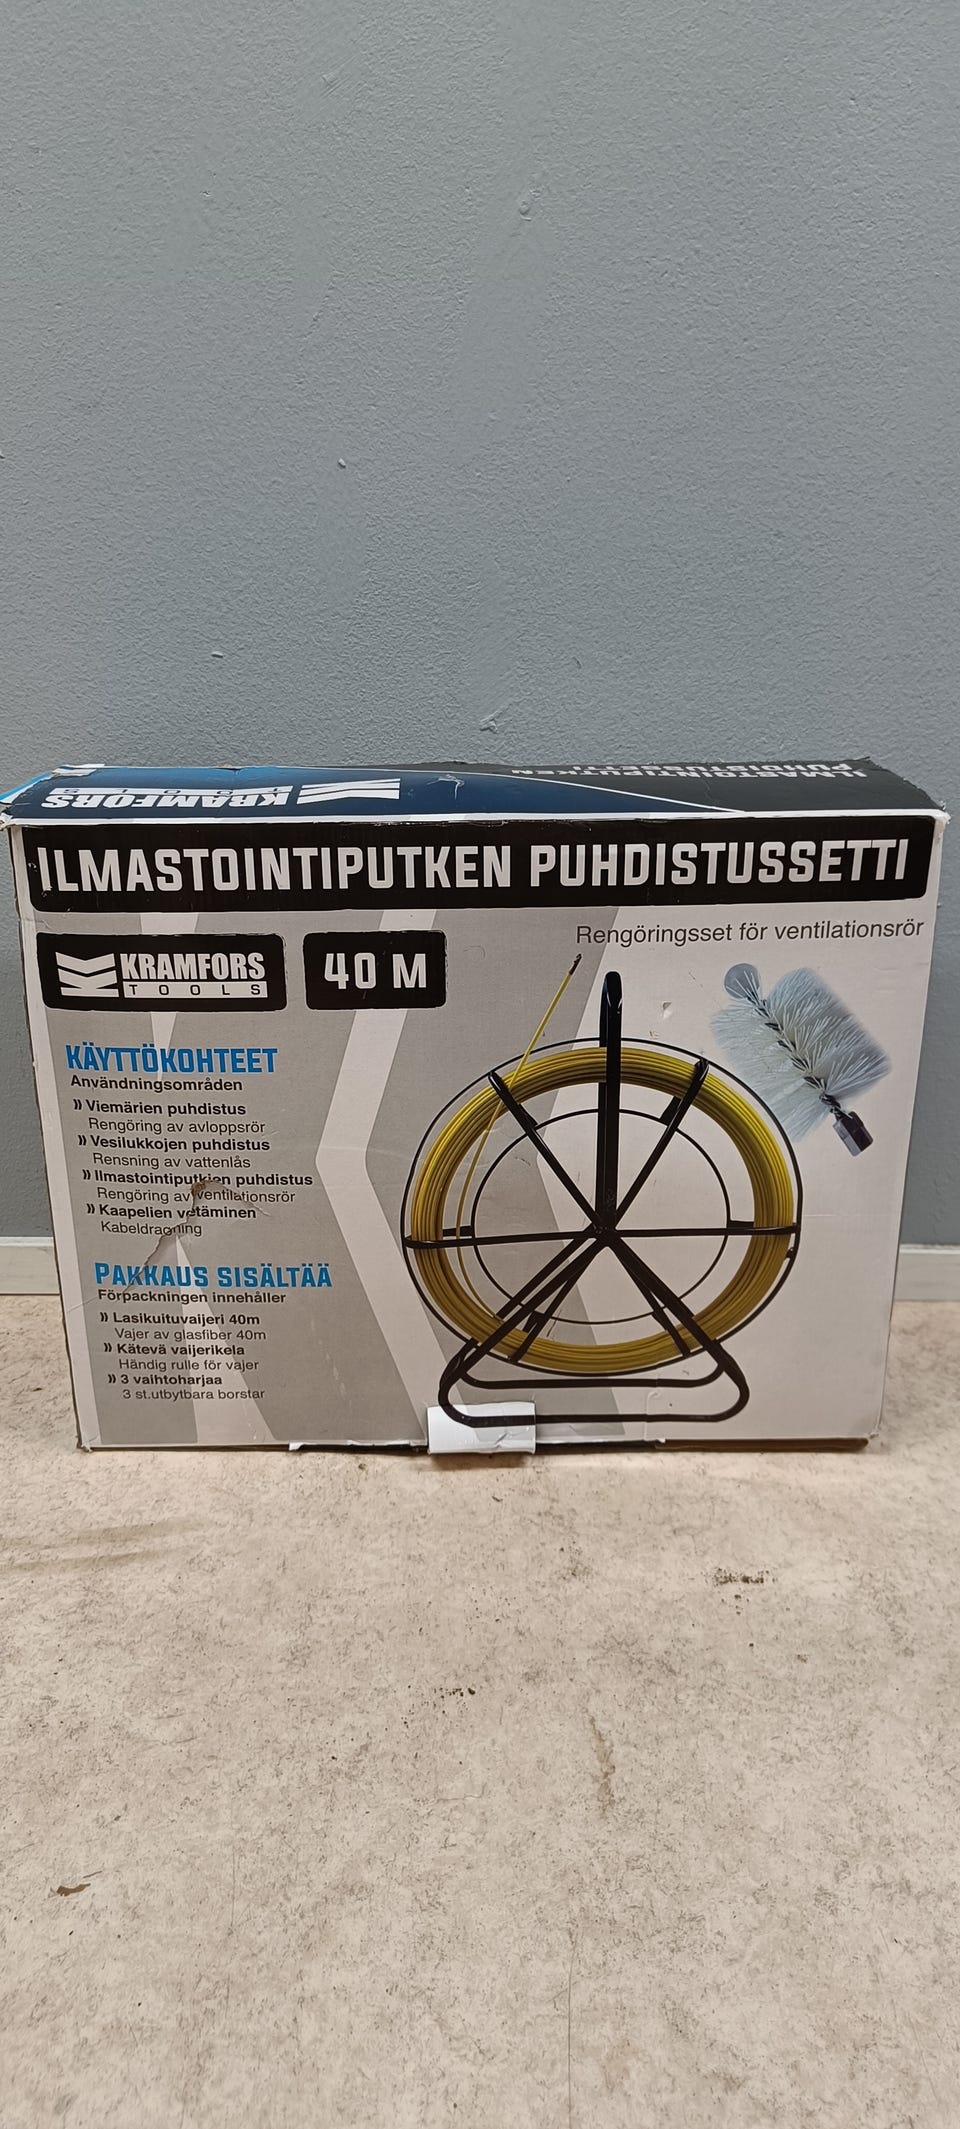 KRAMFORS
TOOLS
ILMASTOINTIPUTKEN
PUHDISTUSSETTI
ILMASTOINTIPUTKEN PUHDISTUSSETTI
Rengöringsset för ventilationsrör
KRAMFORS
TOOLS
40 M
KÄYTTÖKOHTEET
Användningsområden
» Viemärien puhdistus
Rengöring av avloppsrör
» Vesilukkojen puhdistus
Rensning av vattenlås
» Ilmastointiputkien puhdistus
Rengöring av ventilationsrör
» Kaapelien vetäminen
Kabeldragning
PAKKAUS SISÄLTÄÄ
Förpackningen innehåller
» Lasikuituvaijeri 40m
Vajer av glasfiber 40m
» Kätevä vaijerikela
Händig rulle för vajer
» 3 vaihtoharjaa
3 st.utbytbara borstar